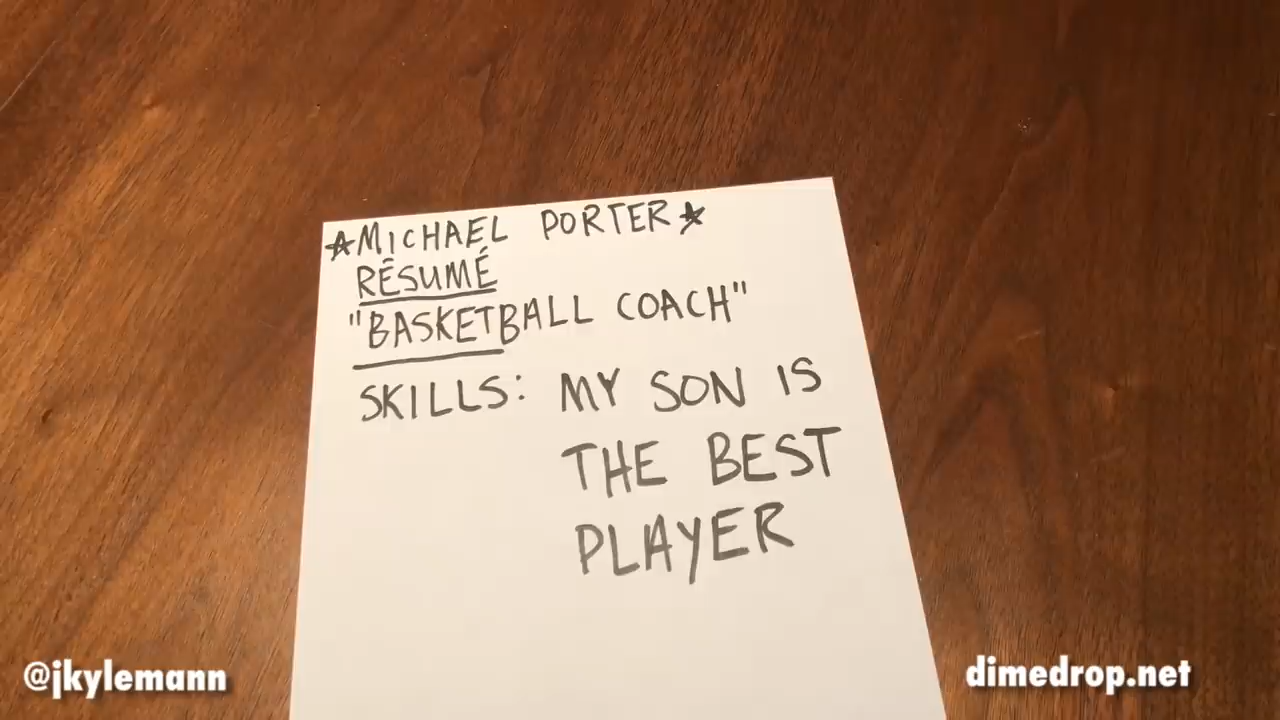 ☆MICHAEL PORTER☆
RÉSUMÉ
"BASKETBALL COACH"
SKILLS: MY SON IS
THE BEST
PLAYER
@jkylemann
dimedrop.net